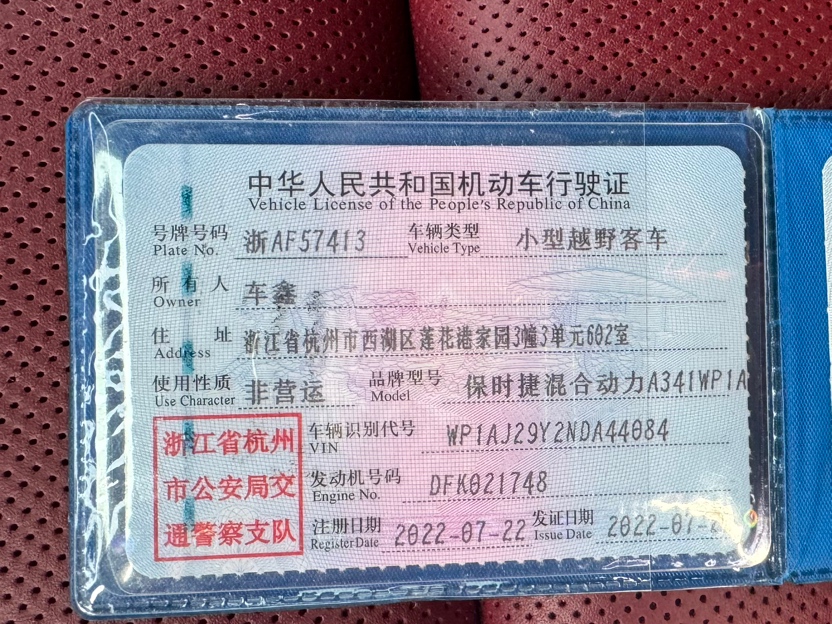 中华人民共和国机动车行驶证
Vehicle License of the People's Republic of China
号牌号码 浙AF57413 车辆类型 小型越野客车
Plate No. Vehicle Type
所有人 车鑫
Owner
住址 浙江省杭州市西湖区莲花港家园3幢3单元602室
Address
使用性质 非营运 品牌型号 保时捷混合动力A341WP1A
Use Character Model
浙江省杭州
市公安局交
通警察支队
车辆识别代号 WP1AJ29Y2NDA44084
VIN
发动机号码 DFK021748
Engine No.
注册日期 2022-07-22 发证日期 2022-07-2
Register Date Issue Date